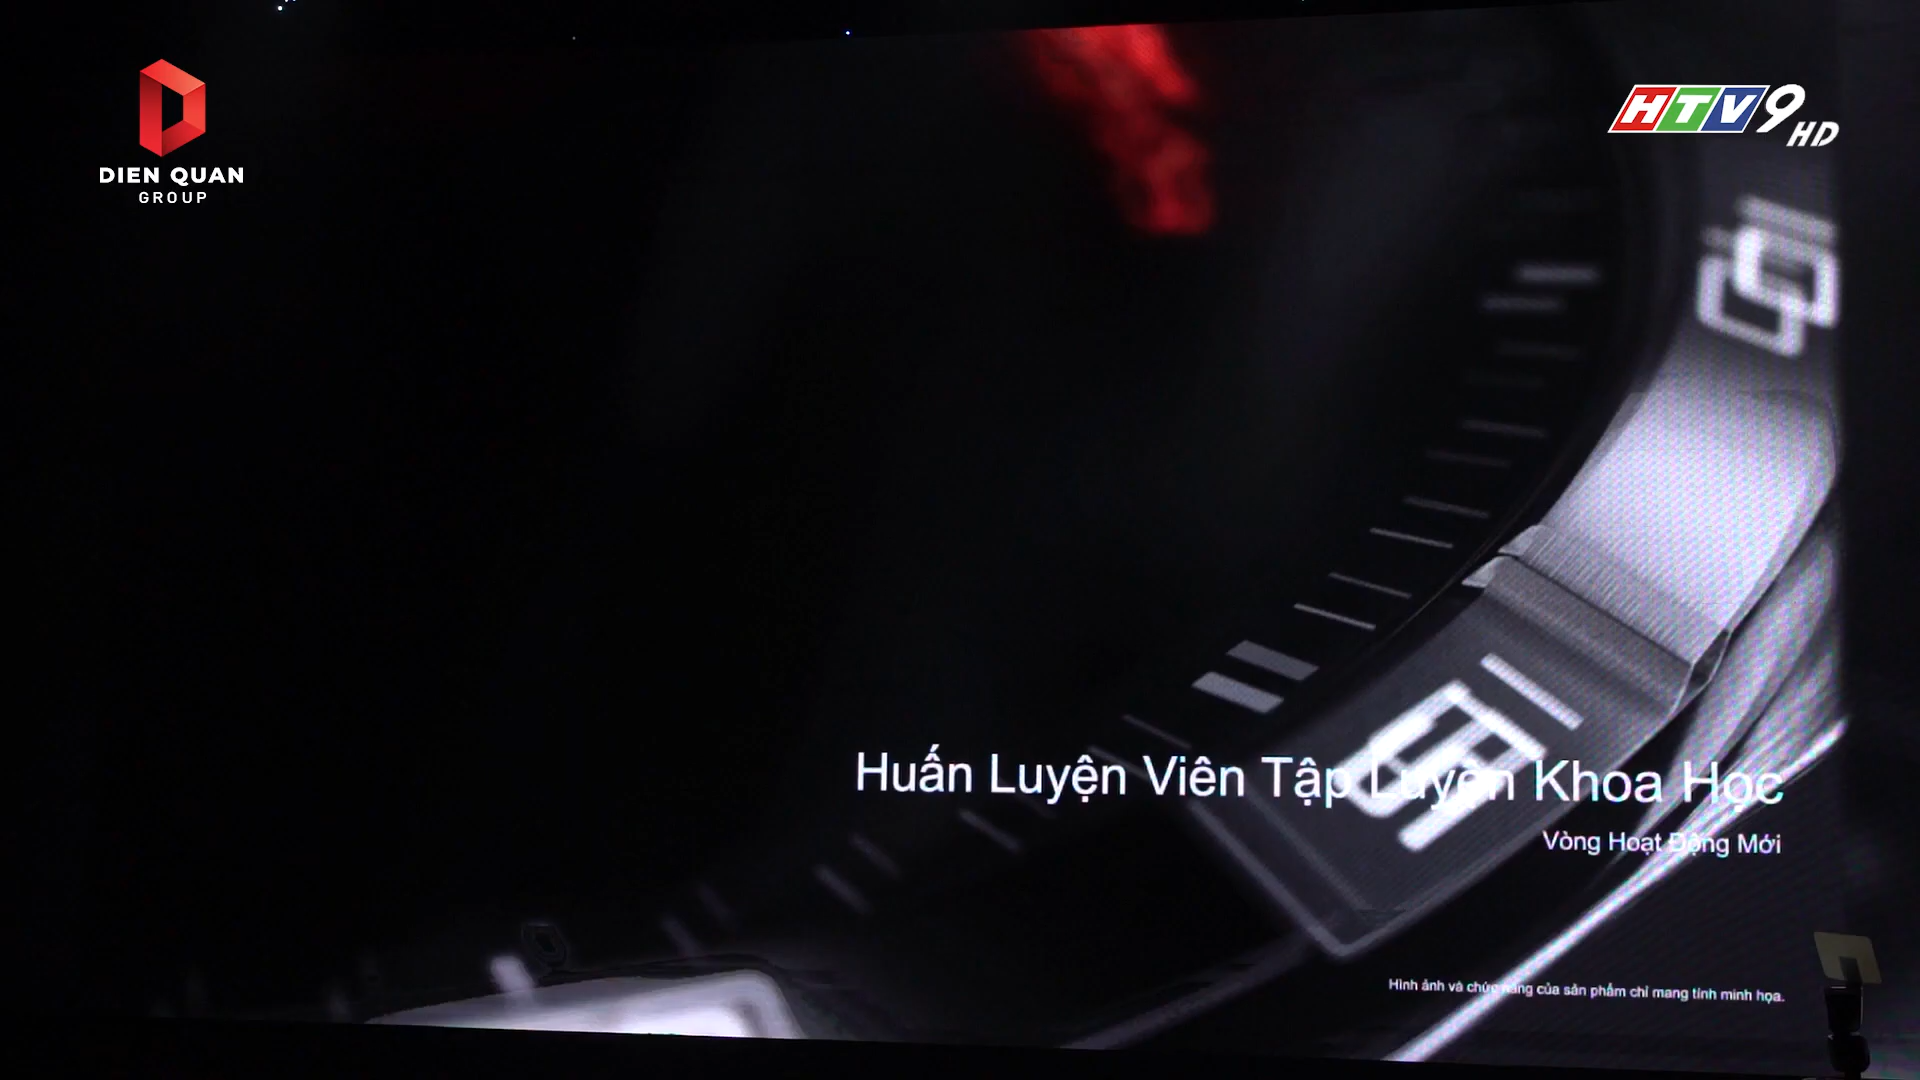 DIEN QUAN
GROUP
HTV9
HD
Huấn Luyện Viên Tập Luyện Khoa Học
Vòng Hoạt Động Mới
Hình ảnh và chức năng của sản phẩm chỉ mang tính minh họa.